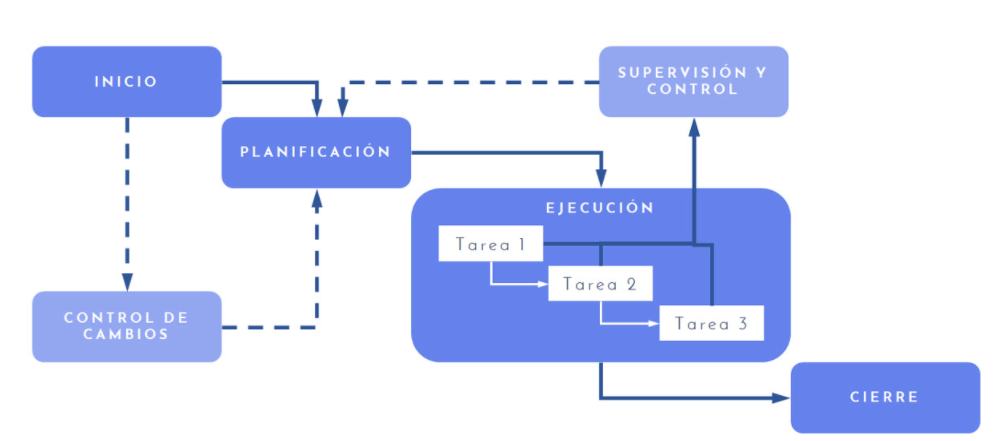 INICIO
SUPERVISIÓN Y
CONTROL
PLANIFICACIÓN
EJECUCIÓN
Tarea 1
Tarea 2
Tarea 3
CONTROL DE
CAMBIOS
CIERRE